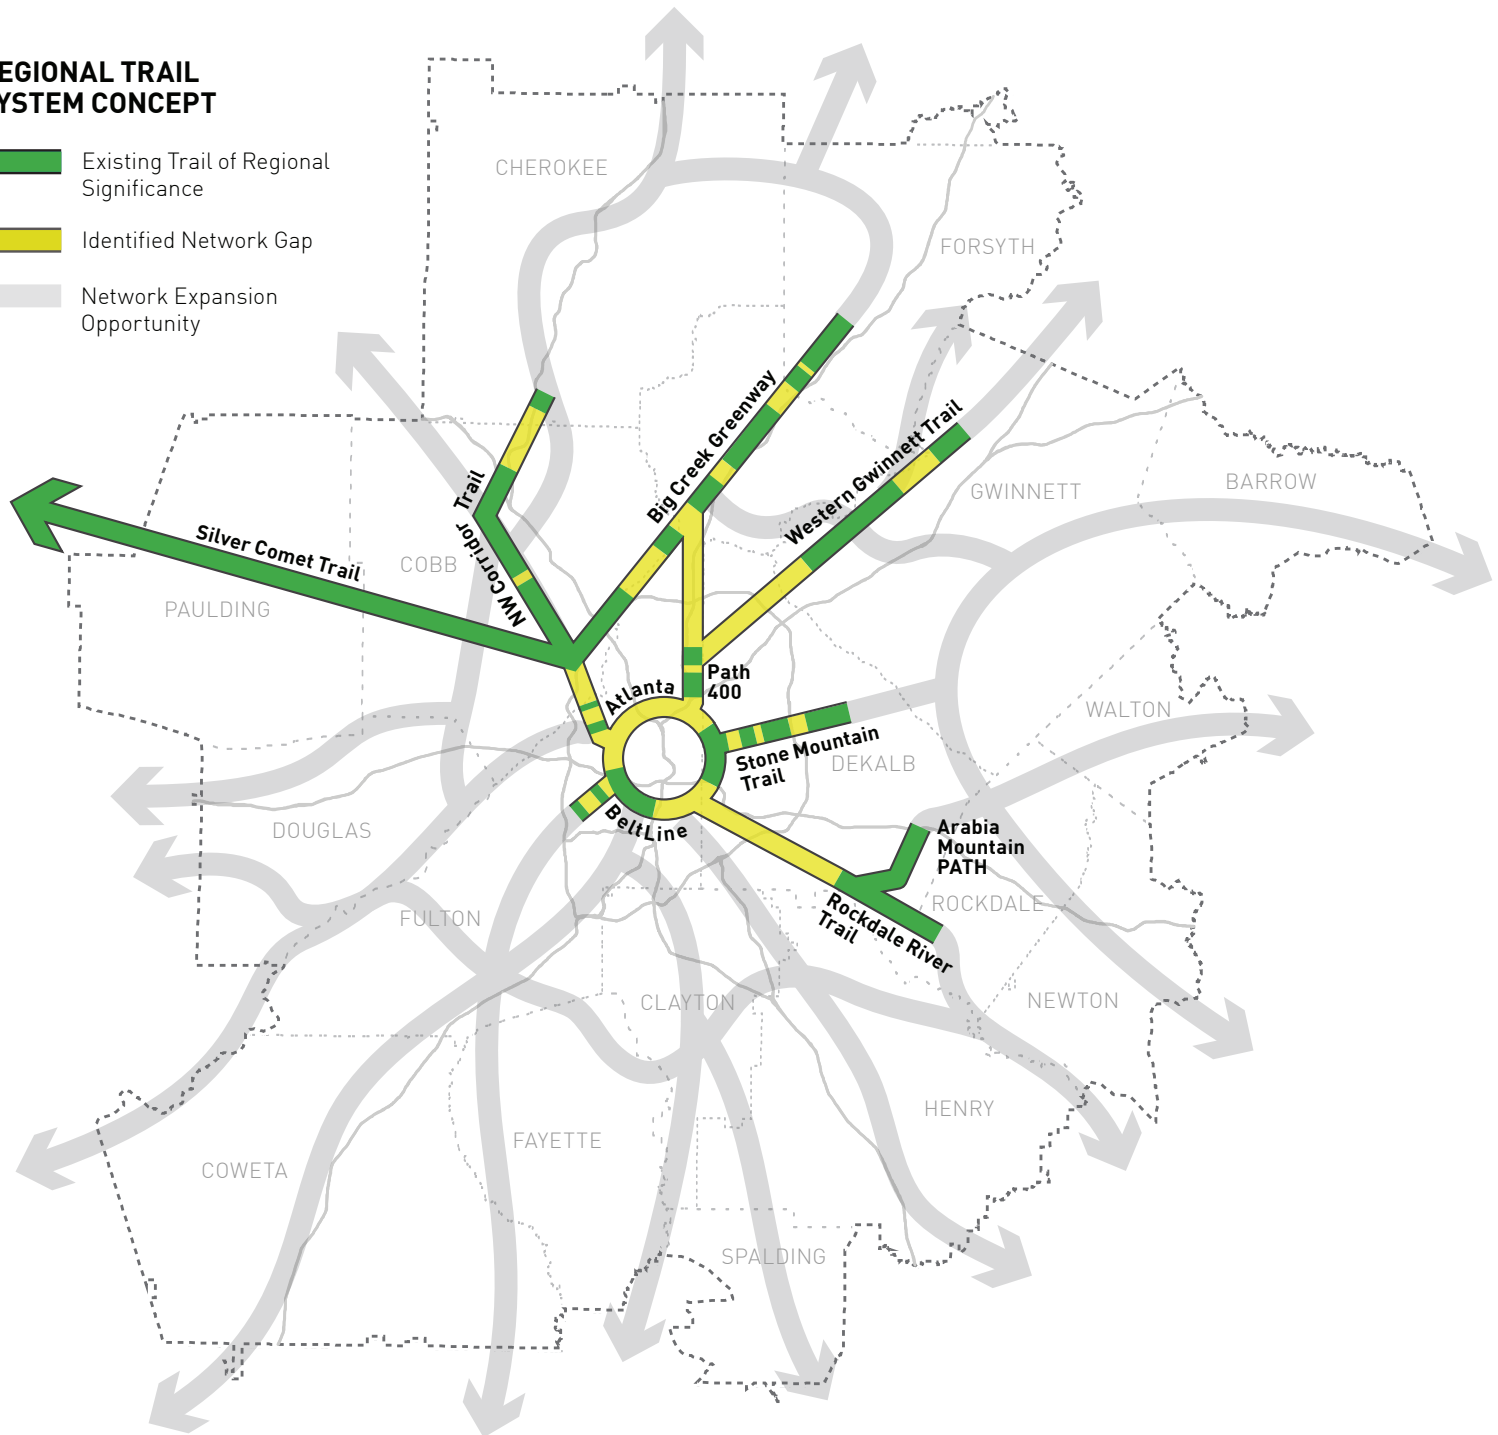 EGIONAL TRAIL
YSTEM CONCEPT
Existing Trail of Regional
Significance
Identified Network Gap
Network Expansion
Opportunity
CHEROKEE
FORSYTH
Big Creek Greenway
Western Gwinnett Trail
GWINNETT
BARROW
NW Corridor Trail
Silver Comet Trail
COBB
PAULDING
Atlanta
BeltLine
Path
400
Stone Mountain
Trail
DEKALB
WALTON
DOUGLAS
Arabia
Mountain
PATH
ROCKDALE
Rockdale River
Trail
FULTON
CLAYTON
NEWTON
HENRY
FAYETTE
COWETA
SPALDING